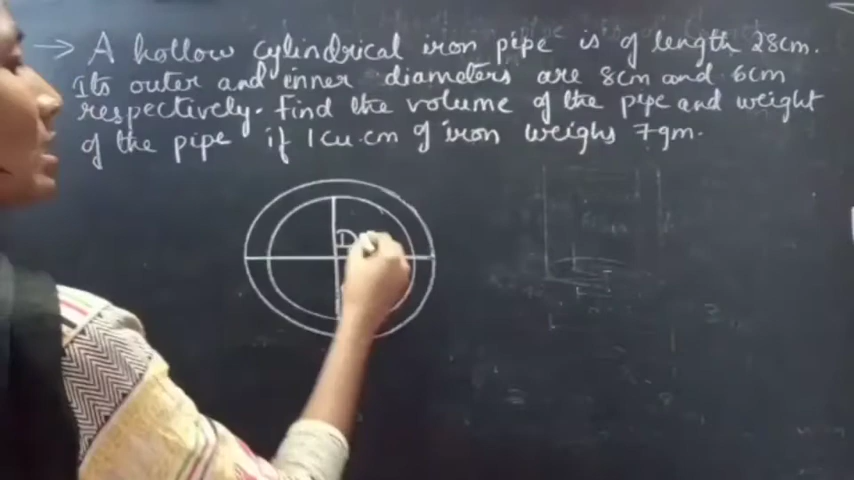 → A hollow cylindrical iron pipe is of length 28cm.
Its outer and inner diameters are 8cm and 6cm
respectively. Find the volume of the pipe and weight
of the pipe if 1 cu.cm of iron weighs 7gm.
D